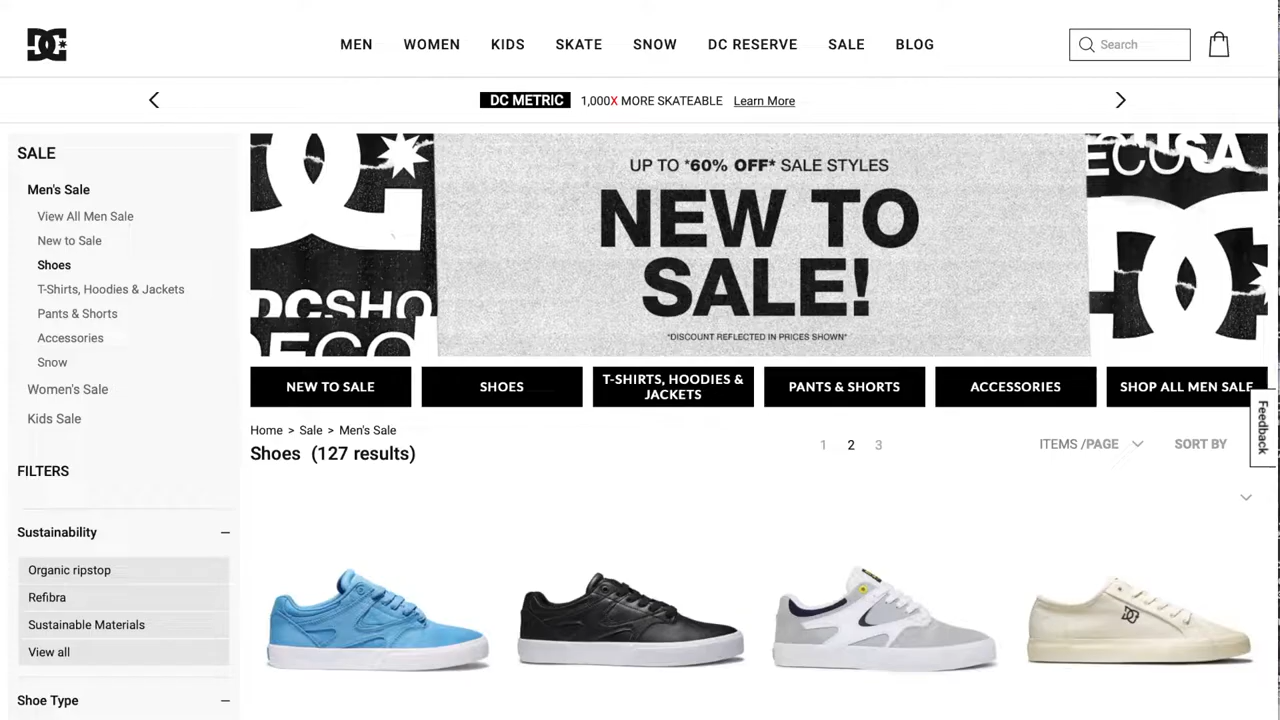 MEN WOMEN KIDS SKATE SNOW DC RESERVE SALE BLOG
Search
DC METRIC 1,000X MORE SKATEABLE Learn More
SALE
Men's Sale
View All Men Sale
New to Sale
Shoes
T-Shirts, Hoodies & Jackets
Pants & Shorts
Accessories
Snow
Women's Sale
Kids Sale
FILTERS
Sustainability
Organic ripstop
Refibra
Sustainable Materials
View all
Shoe Type
DCSHO
UP TO *60% OFF* SALE STYLES
NEW TO
SALE!
*DISCOUNT REFLECTED IN PRICES SHOWN*
NEW TO SALE
SHOES
T-SHIRTS, HOODIES &
JACKETS
PANTS & SHORTS
ACCESSORIES
SHOP ALL MEN SALE
Feedback
Home > Sale > Men's Sale
Shoes (127 results)
1 2 3
ITEMS /PAGE
SORT BY